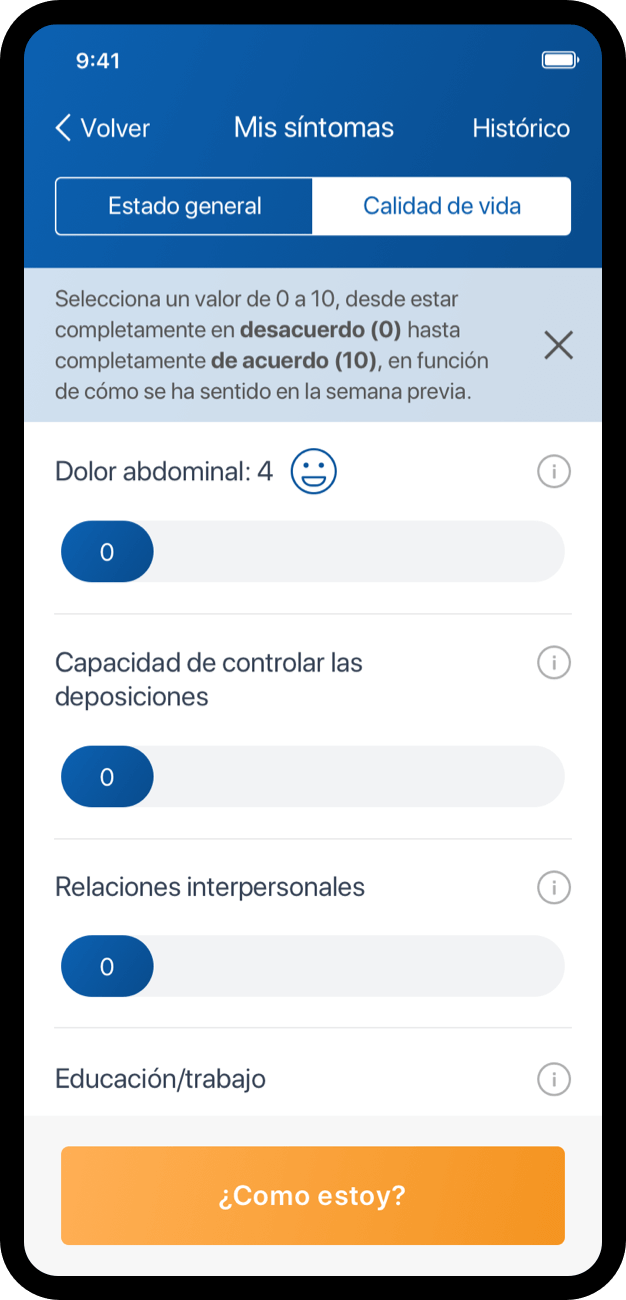 9:41
Volver
Mis síntomas
Histórico
Estado general
Calidad de vida
Selecciona un valor de 0 a 10, desde estar
completamente en desacuerdo (0) hasta
completamente de acuerdo (10), en función
de cómo se ha sentido en la semana previa.
Dolor abdominal: 4
0
Capacidad de controlar las
deposiciones
0
Relaciones interpersonales
0
Educación/trabajo
¿Como estoy?